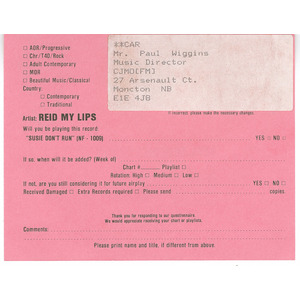 ☐ AOR/Progressive
☐ Chr/T40/Rock
☐ Adult Contemporary
☐ MOR
☐ Beautiful Music/Classical
Country:
☐ Contemporary
☐ Traditional
**CAR
Mr. Paul Wiggins
Music Director
CJMO[FM]
27 Arsenault Ct.
Moncton NB
E1E 4J8
If necessary, please make any necessary changes.
Artist: REID MY LIPS
Will you be playing this record:
"SUSIE DON'T RUN" (NF - 1009) YES ☐ NO ☐
If so, when will it be added? (Week of)
Chart # Playlist ☐
Rotation: High ☐ Medium ☐ Low ☐
If not, are you still considering it for future airplay YES ☐ NO ☐
Received Damaged ☐ Extra Records required ☐ Please send copies
Thank you for responding to our questionnaire
We would appreciate receiving your chart or playlists.
Comments:
Please print name and title, if different from above.